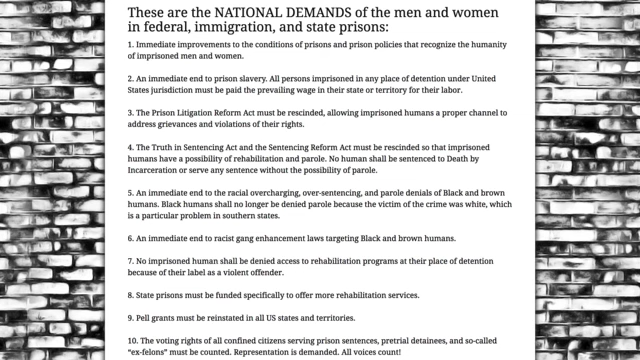 These are the NATIONAL DEMANDS of the men and women
in federal, immigration, and state prisons:
1. Immediate improvements to the conditions of prisons and prison policies that recognize the humanity
of imprisoned men and women.
2. An immediate end to prison slavery. All persons imprisoned in any place of detention under United
States jurisdiction must be paid the prevailing wage in their state or territory for their labor.
3. The Prison Litigation Reform Act must be rescinded, allowing imprisoned humans a proper channel to
address grievances and violations of their rights.
4. The Truth in Sentencing Act and the Sentencing Reform Act must be rescinded so that imprisoned
humans have a possibility of rehabilitation and parole. No human shall be sentenced to Death by
Incarceration or serve any sentence without the possibility of parole.
5. An immediate end to the racial overcharging, over-sentencing, and parole denials of Black and brown
humans. Black humans shall no longer be denied parole because the victim of the crime was white, which
is a particular problem in southern states.
6. An immediate end to racist gang enhancement laws targeting Black and brown humans.
7. No imprisoned human shall be denied access to rehabilitation programs at their place of detention
because of their label as a violent offender.
8. State prisons must be funded specifically to offer more rehabilitation services.
9. Pell grants must be reinstated in all US states and territories.
10. The voting rights of all confined citizens serving prison sentences, pretrial detainees, and so-called
“ex-felons” must be counted. Representation is demanded. All voices count!